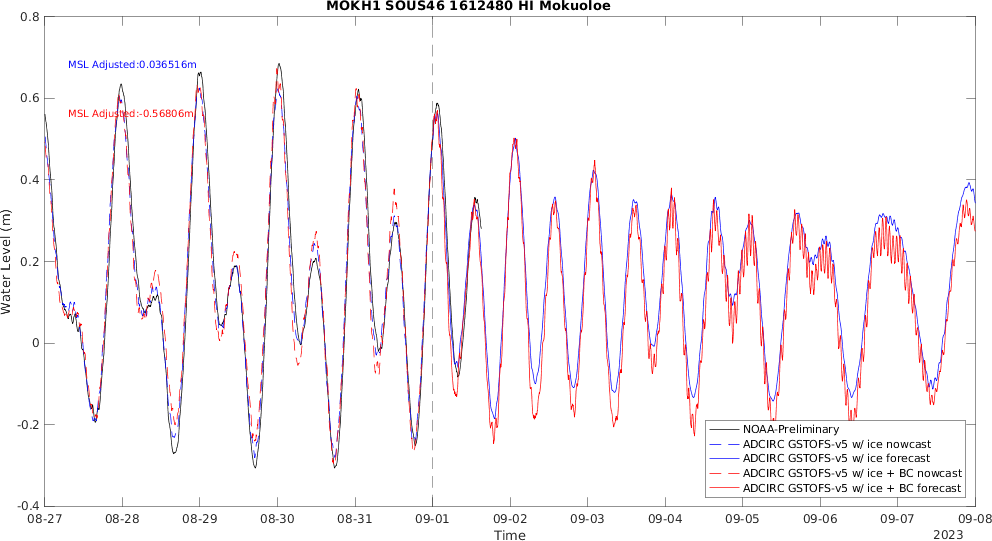 MOKH1 SOUS46 1612480 HI Mokuoloe
0.8
MSL Adjusted:0.036516m
0.6
MSL Adjusted:-0.56806m
0.4
Water Level (m)
0.2
0
-0.2
NOAA-Preliminary
ADCIRC GSTOFS-v5 w/ ice nowcast
ADCIRC GSTOFS-v5 w/ ice forecast
ADCIRC GSTOFS-v5 w/ ice + BC nowcast
ADCIRC GSTOFS-v5 w/ ice + BC forecast
-0.4
08-27 08-28 08-29 08-30 08-31 09-01 09-02 09-03 09-04 09-05 09-06 09-07 09-08
Time
2023